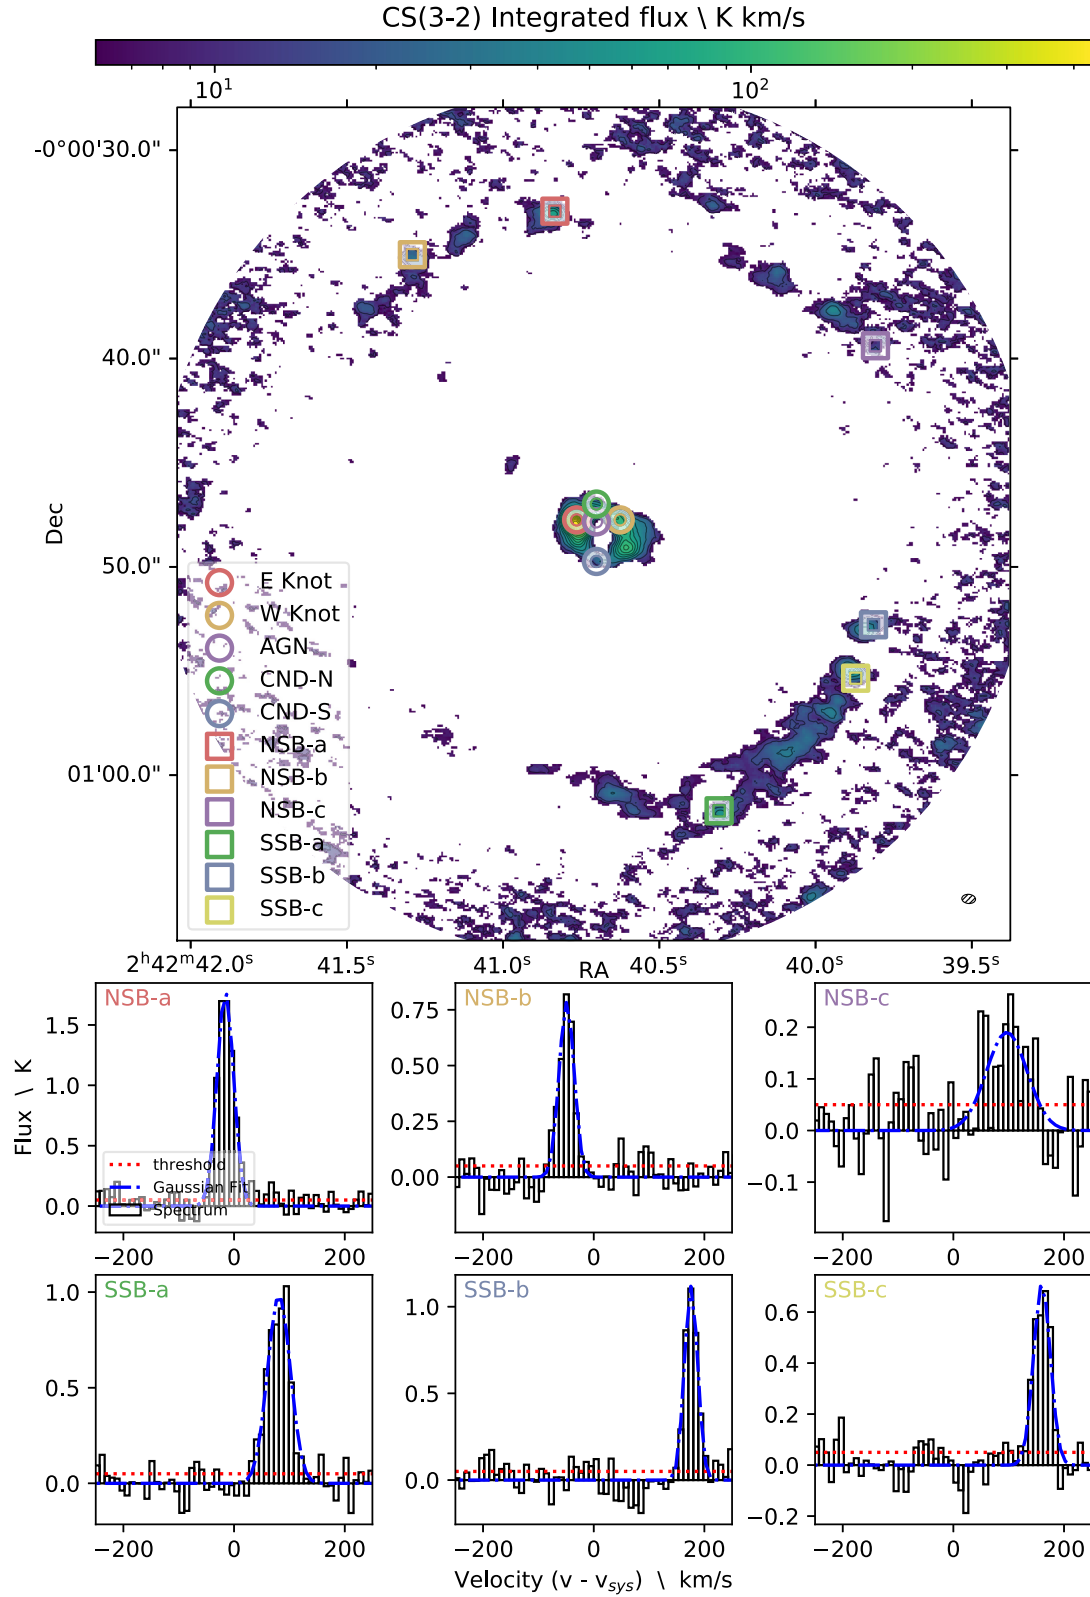 CS(3-2) Integrated flux \ K km/s
10¹ 10²
-0°00'30.0"
40.0"
50.0"
01'00.0"
Dec
E Knot
W Knot
AGN
CND-N
CND-S
NSB-a
NSB-b
NSB-c
SSB-a
SSB-b
SSB-c
2ʰ42ᵐ42.0ˢ 41.5ˢ 41.0ˢ 40.5ˢ 40.0ˢ 39.5ˢ
RA
NSB-a
1.5
1.0
0.5
0.0
Flux \ K
threshold
Gaussian Fit
Spectrum
−200 0 200
NSB-b
0.75
0.50
0.25
0.00
−200 0 200
NSB-c
0.2
0.1
0.0
−0.1
−200 0 200
SSB-a
1.0
0.5
0.0
−200 0 200
SSB-b
1.0
0.5
0.0
−200 0 200
SSB-c
0.6
0.4
0.2
0.0
−0.2
−200 0 200
Velocity (v - v_sys) \ km/s